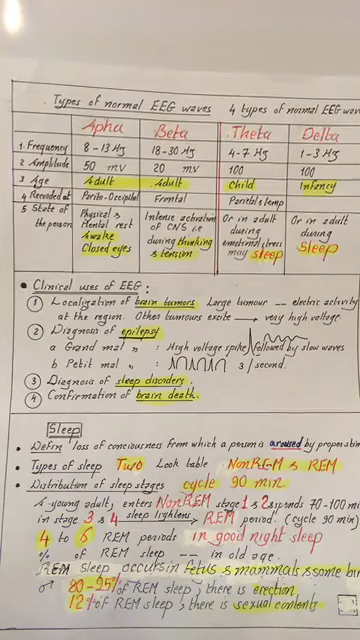 Types of normal EEG waves 4 types of normal EEG wav
Apha Beta Theta Delta
1. Frequency 8-13 Hz 18-30 Hz 4-7 Hz 1-3 Hz
2 Amplitude 50 mv 20 mv 100 100
3 Age Adult Adult Child Infancy
4 Recorded at Parito-Occipital Frontal Parietal & temp
5 State of the person Physical & Mental rest Awake Closed eyes Intense activation of CNS i.e during thinking & tension Or in adult during emotional stress may sleep Or in adult during Sleep
• Clinical uses of EEG:
① Localization of brain tumors Large tumour -- electric activity
at the region. Other tumours excite → very high voltage.
② Diagnosis of epilepsy
a Grand mal " : High voltage spike followed by slow waves
b Petit mal " : 3/second.
③ Diagnosis of sleep disorders.
④ Confirmation of brain death.
Sleep
• Defrn loss of conciousness from which a person is aroused by proper
• Types of sleep Two Look table NonREM & REM
• Distribution of sleep stages cycle 90 min.
A young adult, enters NonREM stage 1 & 2 spends 70-100 mi
in stage 3 & 4 sleep lightens → REM period. (cycle 90 min)
4 to 6 REM periods in good night sleep
% of REM sleep -- in old age.
REM sleep occurs in fetus & mammals & some bir
♂ 80-95% of REM sleep, there is erection
12% of REM sleep, there is sexual contents